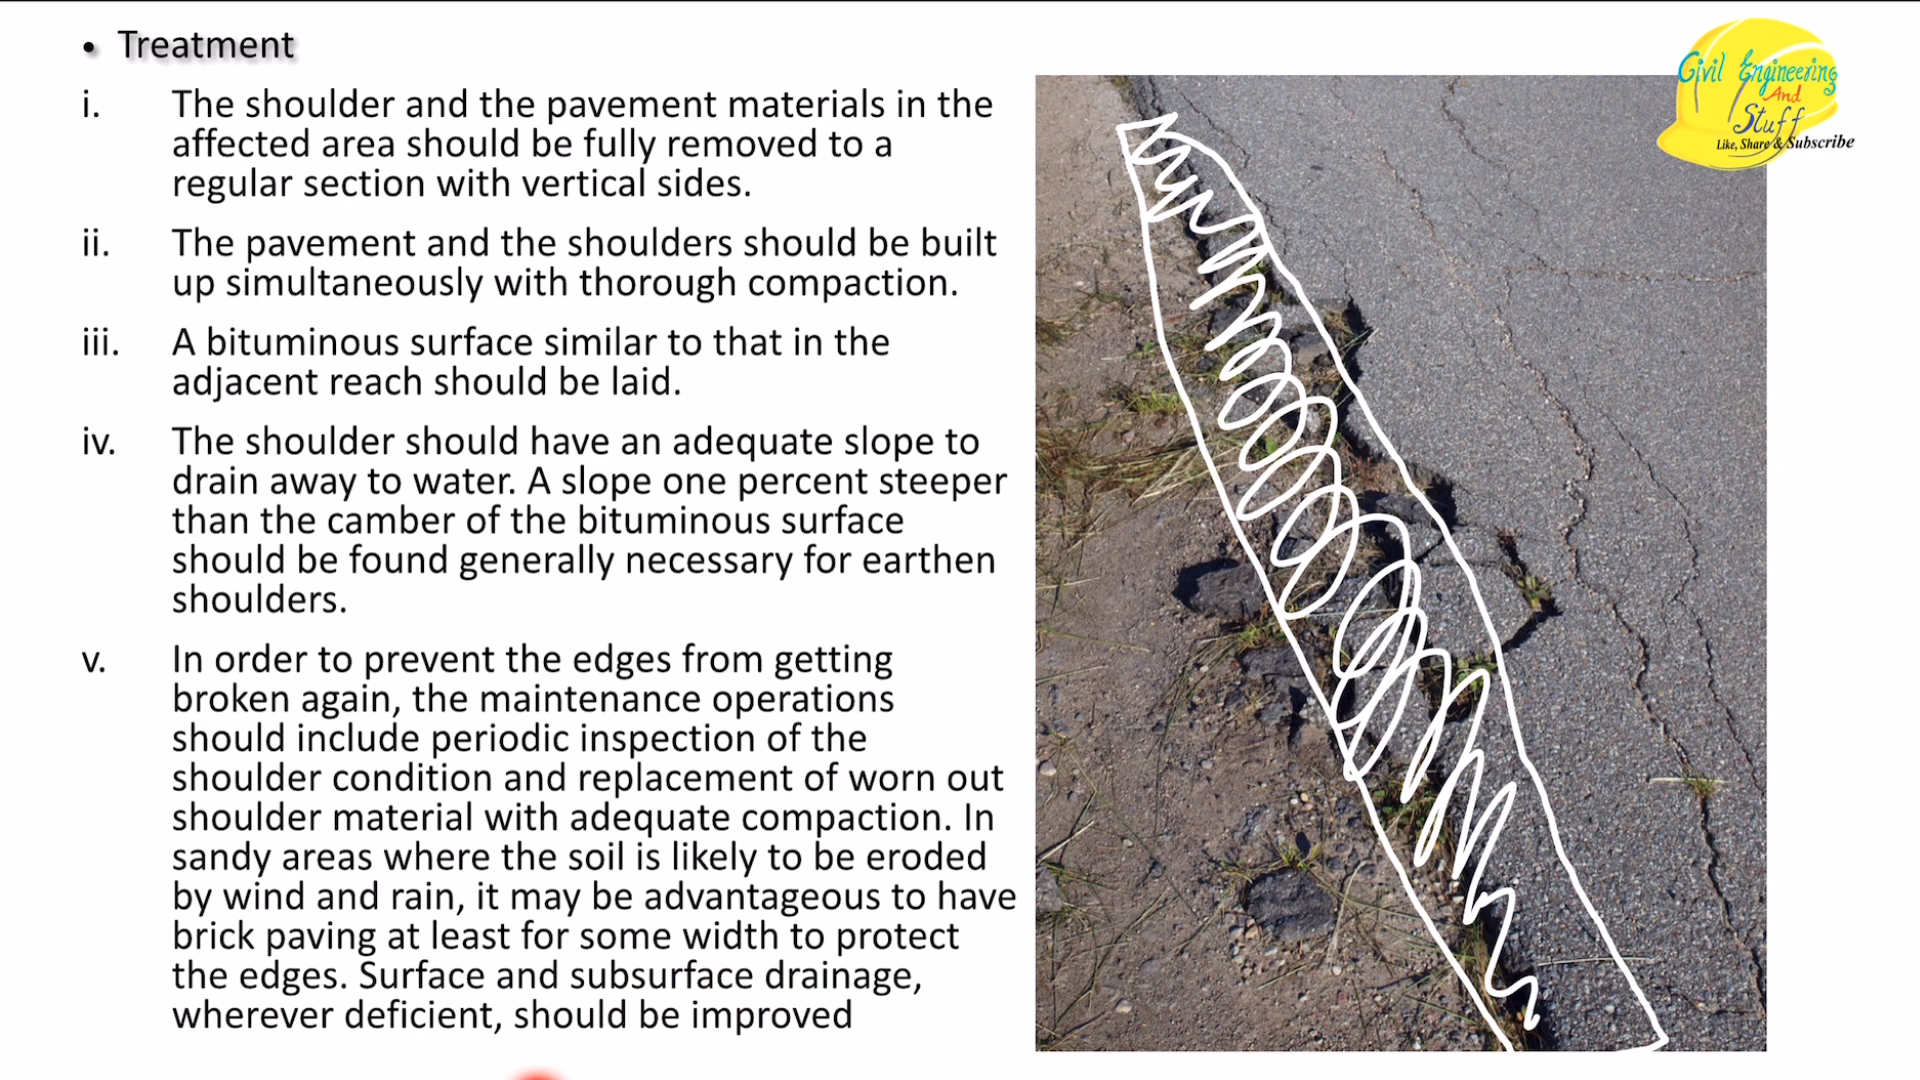 • Treatment
i. The shoulder and the pavement materials in the
affected area should be fully removed to a
regular section with vertical sides.
ii. The pavement and the shoulders should be built
up simultaneously with thorough compaction.
iii. A bituminous surface similar to that in the
adjacent reach should be laid.
iv. The shoulder should have an adequate slope to
drain away to water. A slope one percent steeper
than the camber of the bituminous surface
should be found generally necessary for earthen
shoulders.
v. In order to prevent the edges from getting
broken again, the maintenance operations
should include periodic inspection of the
shoulder condition and replacement of worn out
shoulder material with adequate compaction. In
sandy areas where the soil is likely to be eroded
by wind and rain, it may be advantageous to have
brick paving at least for some width to protect
the edges. Surface and subsurface drainage,
wherever deficient, should be improved
Civil Engineering
And
Stuff
Like, Share & Subscribe